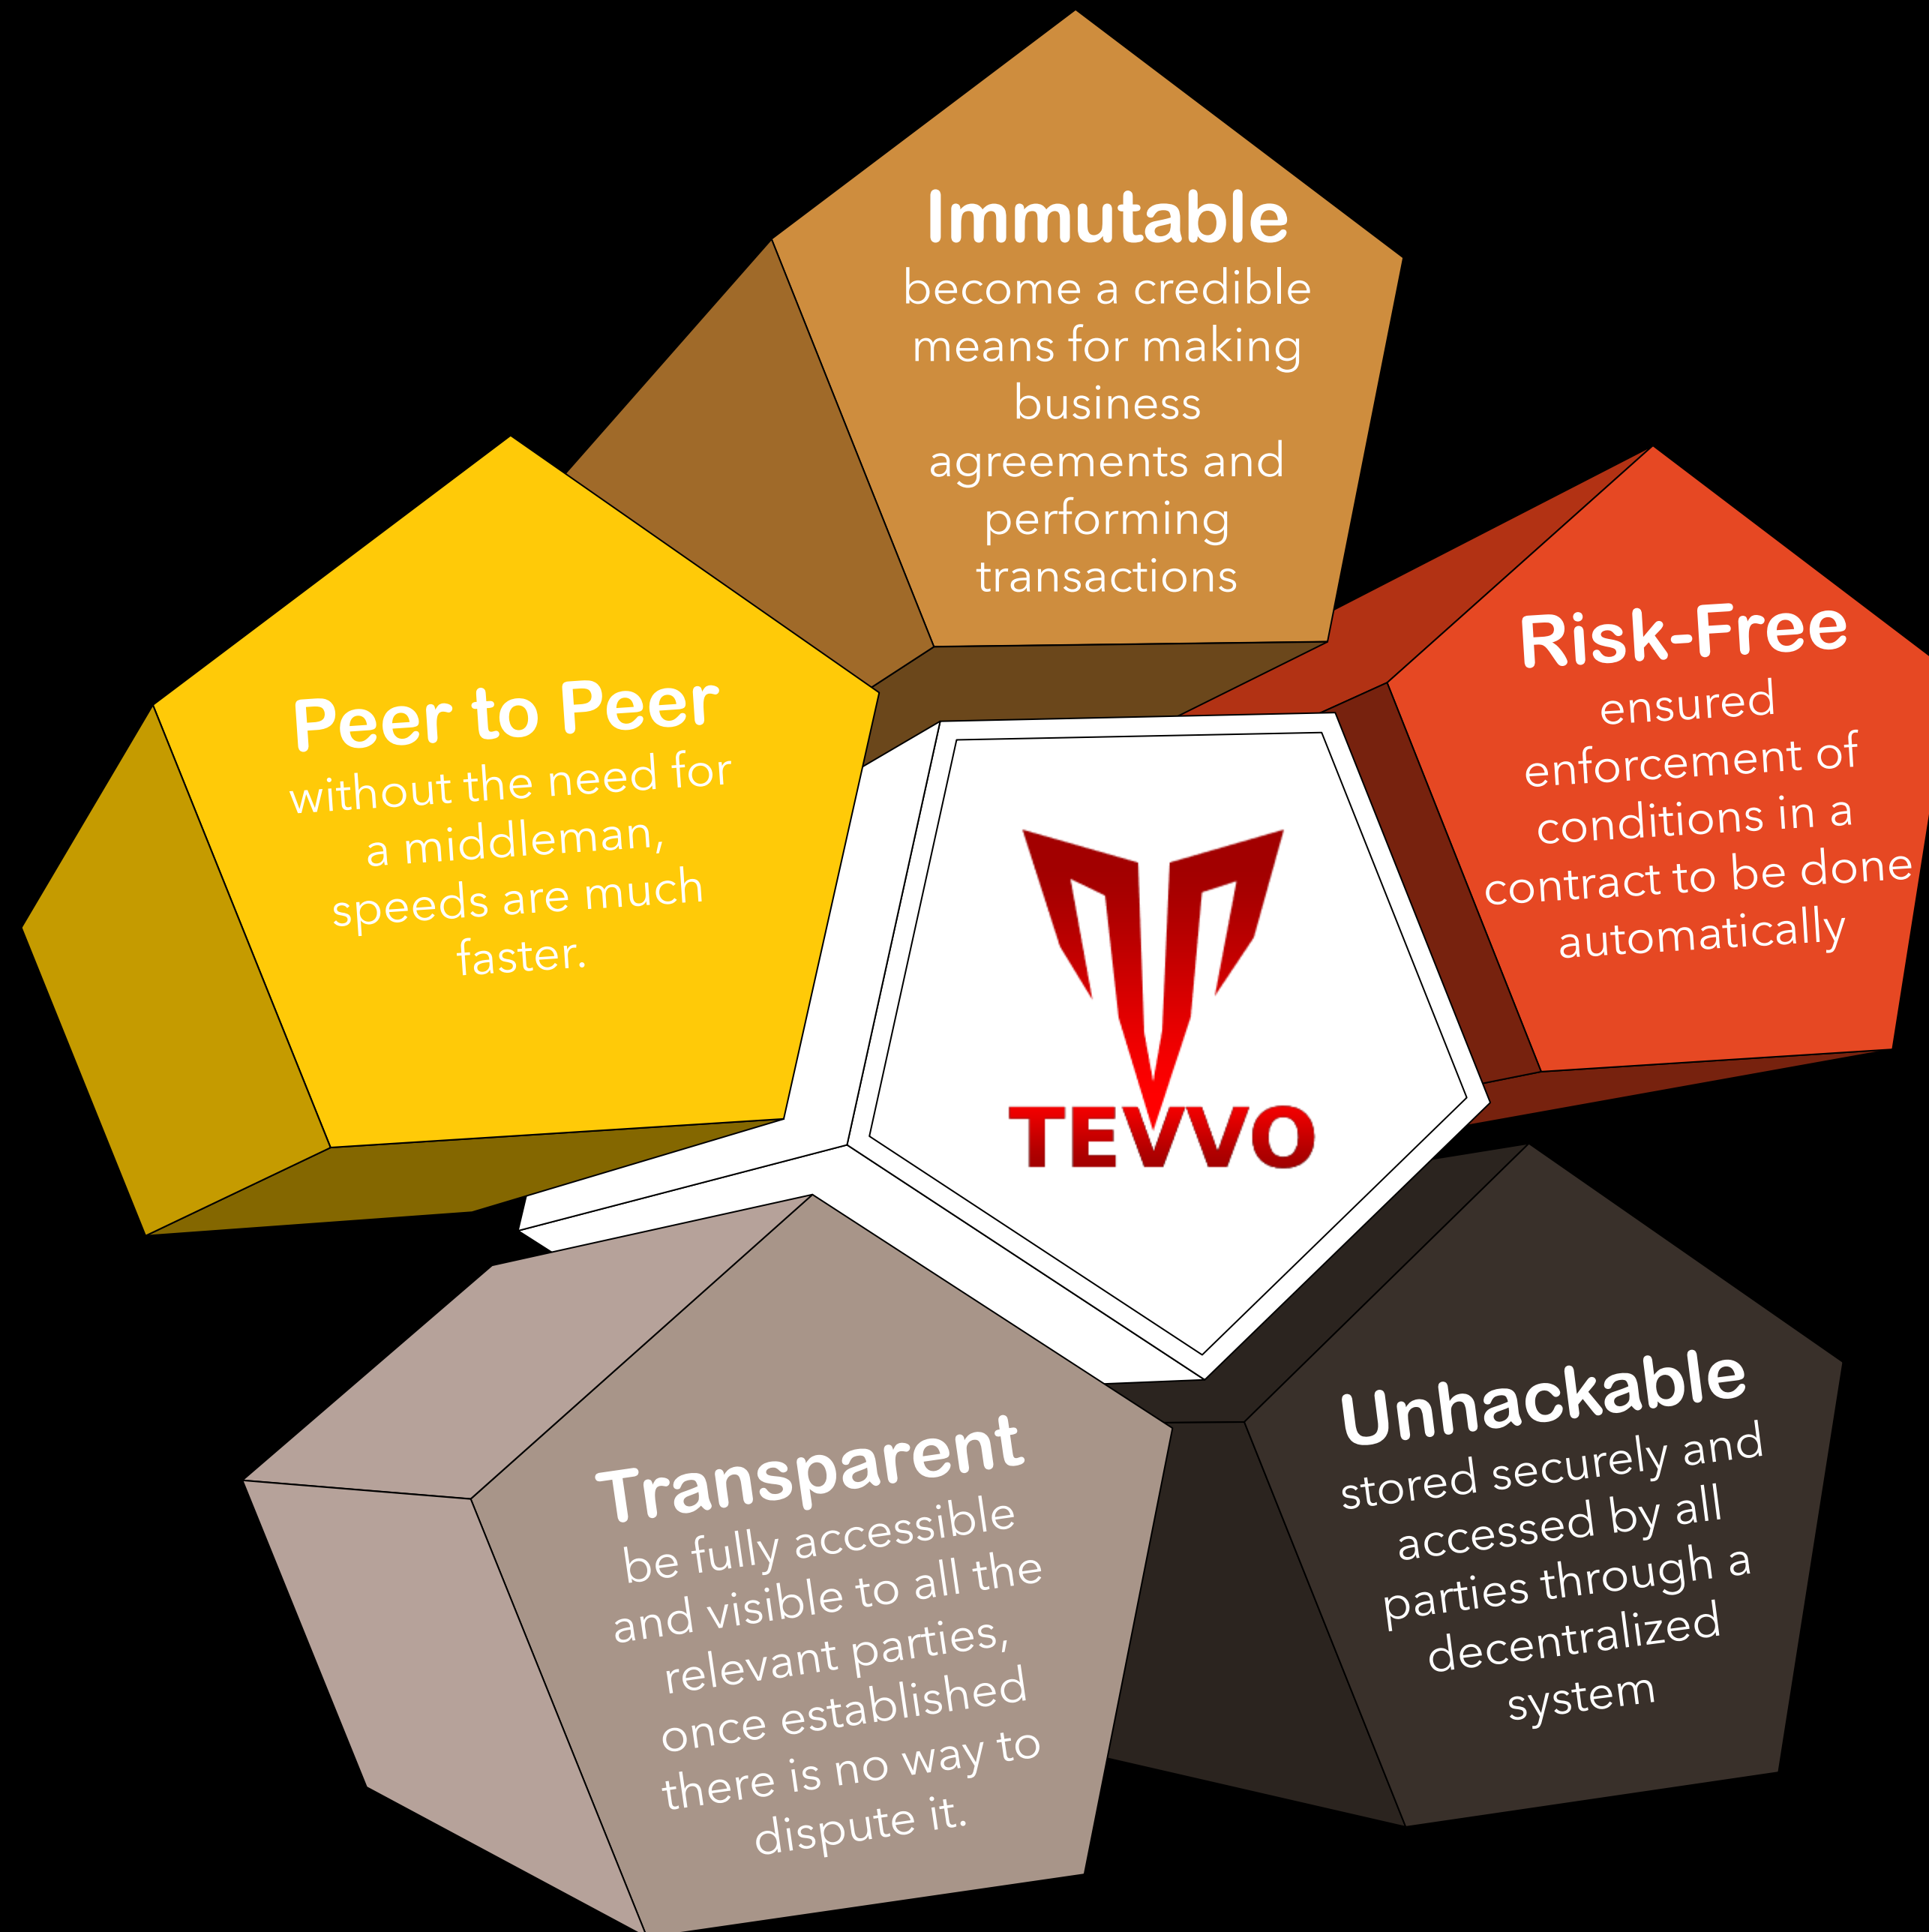 Immutable
become a credible
means for making
business
agreements and
performing
transactions
Peer to Peer
without the need for
a middleman,
speeds are much
faster.
Risk-Free
ensured
enforcement of
conditions in a
contract to be done
automatically
TEVVO
Transparent
be fully accessible
and visible to all the
relevant parties,
once established
there is no way to
dispute it.
Unhackable
stored securely and
accessed by all
parties through a
decentralized
system